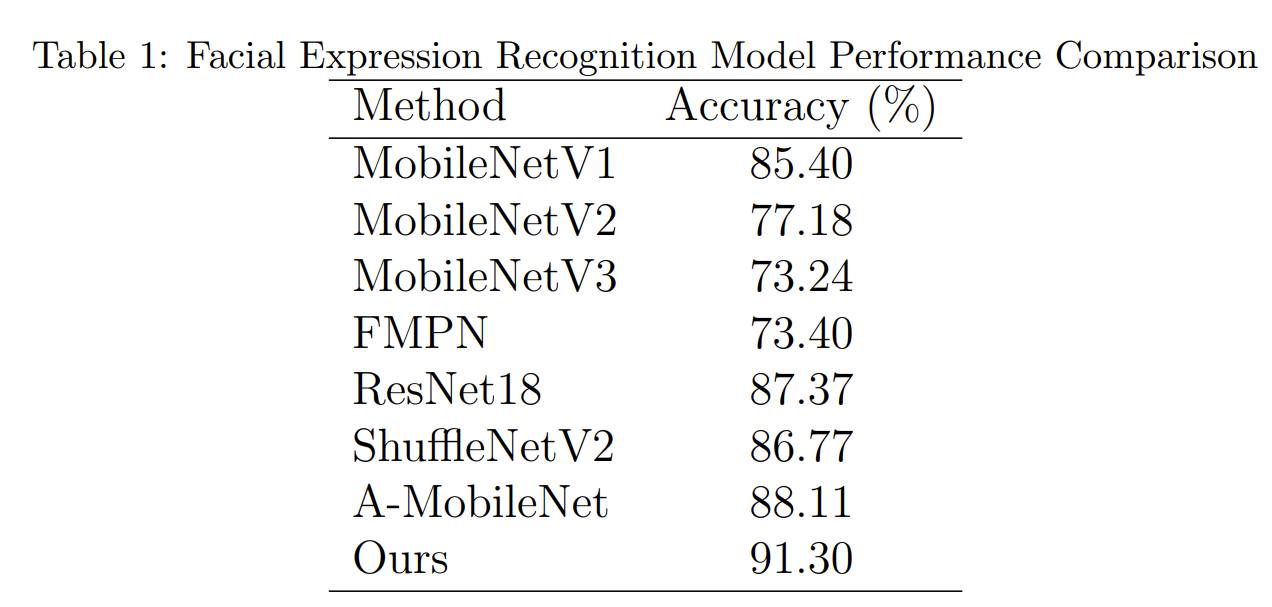 Table 1: Facial Expression Recognition Model Performance Comparison
Method Accuracy (%)
MobileNetV1 85.40
MobileNetV2 77.18
MobileNetV3 73.24
FMPN 73.40
ResNet18 87.37
ShuffleNetV2 86.77
A-MobileNet 88.11
Ours 91.30